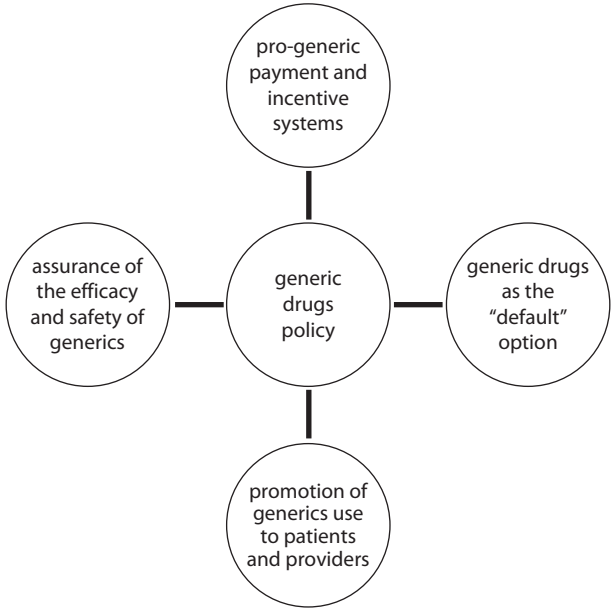 pro-generic
payment and
incentive
systems
assurance of
the efficacy
and safety of
generics
generic
drugs
policy
generic drugs
as the
“default”
option
promotion of
generics use
to patients
and providers